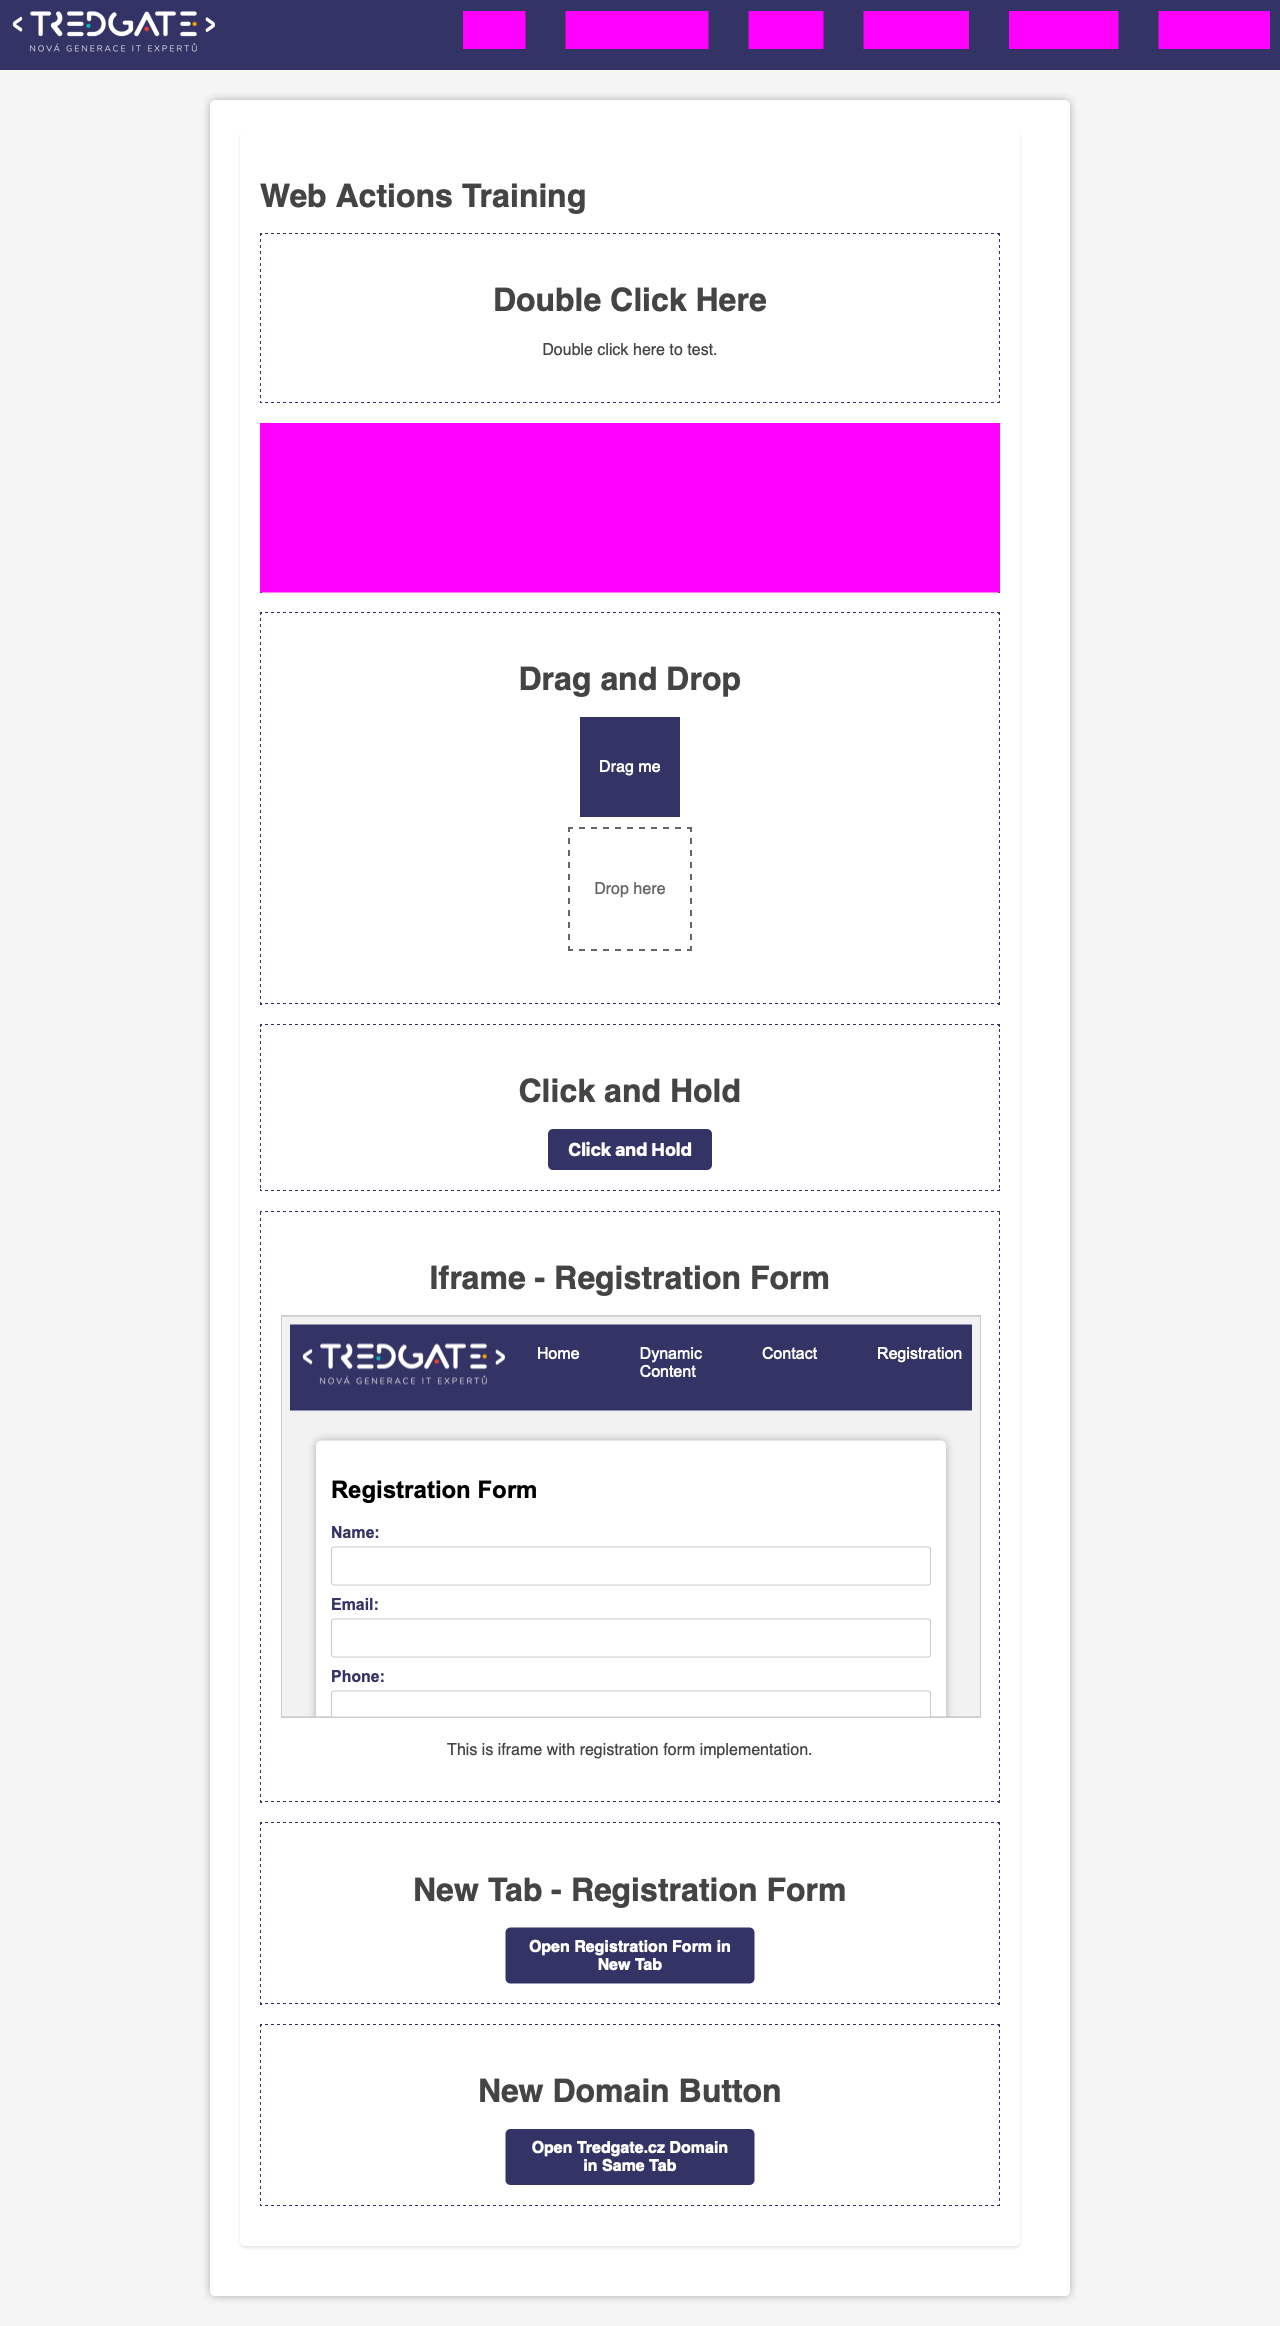 TREDGATE
NOVÁ GENERACE IT EXPERTŮ
Web Actions Training
Double Click Here
Double click here to test.
Drag and Drop
Drag me
Drop here
Click and Hold
Click and Hold
Iframe - Registration Form
TREDGATE
NOVÁ GENERACE IT EXPERTŮ
Home
Dynamic
Content
Contact
Registration
Registration Form
Name:
Email:
Phone:
This is iframe with registration form implementation.
New Tab - Registration Form
Open Registration Form in
New Tab
New Domain Button
Open Tredgate.cz Domain
in Same Tab